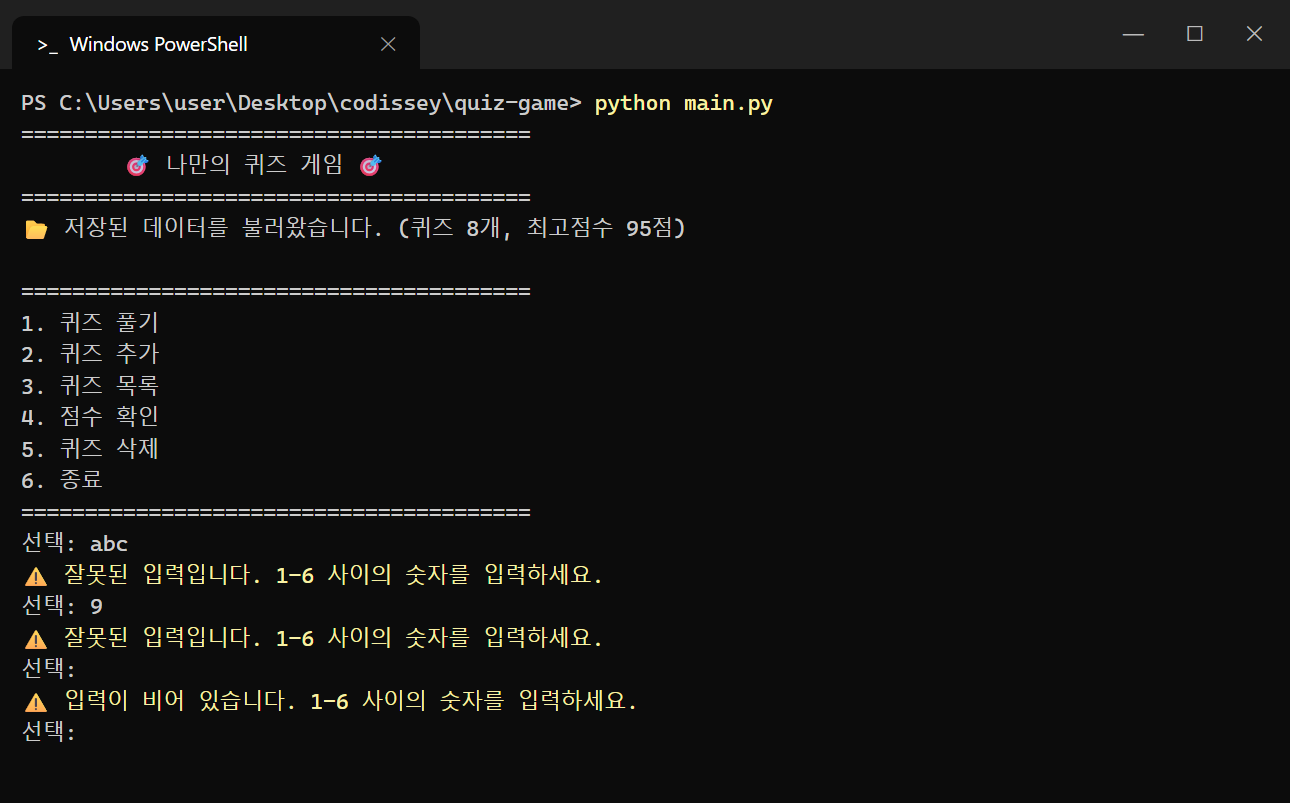 >_ Windows PowerShell
PS C:\Users\user\Desktop\codissey\quiz-game> python main.py
========================================
🎯 나만의 퀴즈 게임 🎯
========================================
📂 저장된 데이터를 불러왔습니다. (퀴즈 8개, 최고점수 95점)
========================================
1. 퀴즈 풀기
2. 퀴즈 추가
3. 퀴즈 목록
4. 점수 확인
5. 퀴즈 삭제
6. 종료
========================================
선택: abc
⚠️ 잘못된 입력입니다. 1-6 사이의 숫자를 입력하세요.
선택: 9
⚠️ 잘못된 입력입니다. 1-6 사이의 숫자를 입력하세요.
선택:
⚠️ 입력이 비어 있습니다. 1-6 사이의 숫자를 입력하세요.
선택: